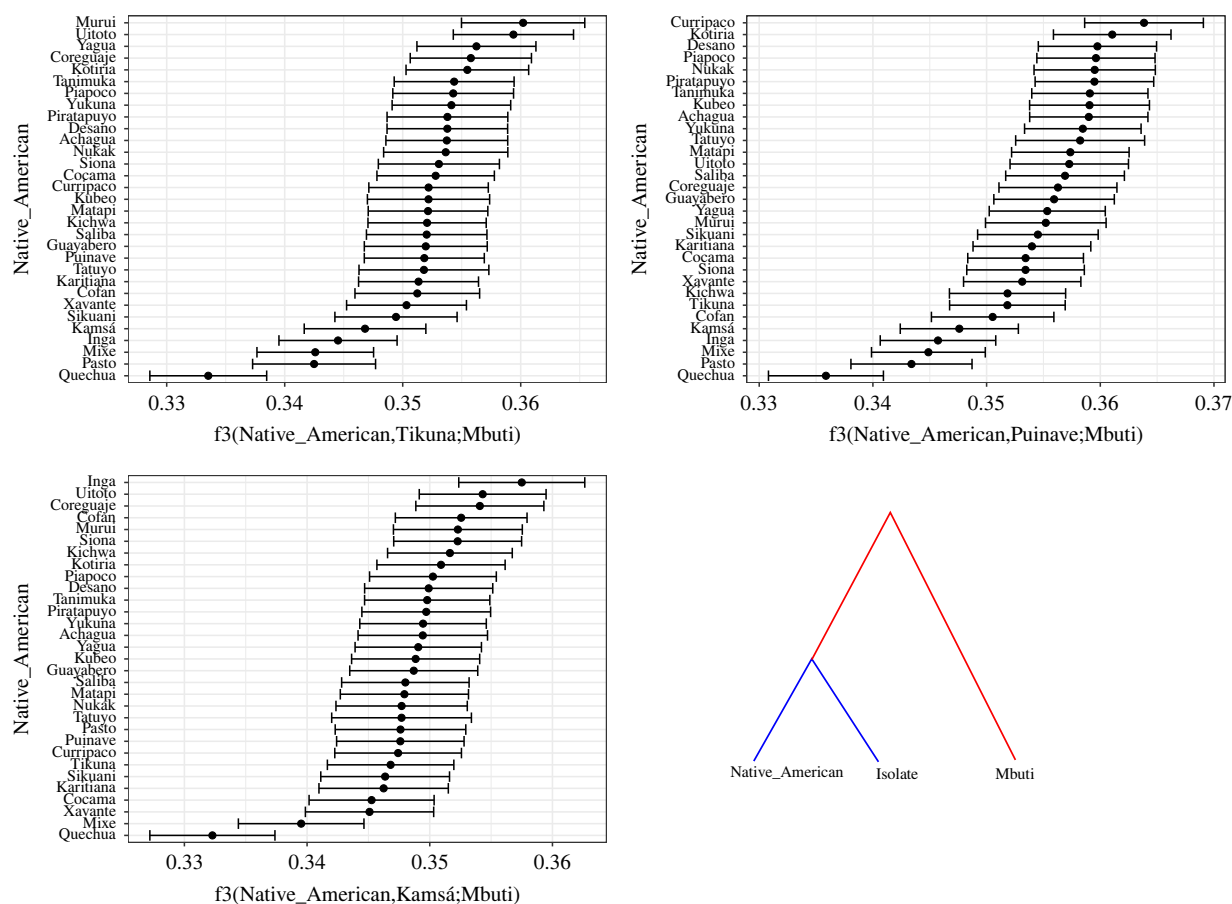 Native_American
Murui
Uitoto
Yagua
Coreguaje
Kotiria
Tanimuka
Piapoco
Yukuna
Piratapuyo
Desano
Achagua
Nukak
Siona
Cocama
Curripaco
Kubeo
Matapi
Kichwa
Saliba
Guayabero
Puinave
Tatuyo
Karitiana
Cofan
Xavante
Sikuani
Kamsá
Inga
Mixe
Pasto
Quechua
0.33 0.34 0.35 0.36
f3(Native_American,Tikuna;Mbuti)
Native_American
Curripaco
Kotiria
Desano
Piapoco
Nukak
Piratapuyo
Tanimuka
Kubeo
Achagua
Yukuna
Tatuyo
Matapi
Uitoto
Saliba
Coreguaje
Guayabero
Yagua
Murui
Sikuani
Karitiana
Cocama
Siona
Xavante
Kichwa
Tikuna
Cofan
Kamsá
Inga
Mixe
Pasto
Quechua
0.33 0.34 0.35 0.36 0.37
f3(Native_American,Puinave;Mbuti)
Native_American
Inga
Uitoto
Coreguaje
Cofan
Murui
Siona
Kichwa
Kotiria
Piapoco
Desano
Tanimuka
Piratapuyo
Yukuna
Achagua
Yagua
Kubeo
Guayabero
Saliba
Matapi
Nukak
Tatuyo
Pasto
Puinave
Curripaco
Tikuna
Sikuani
Karitiana
Cocama
Xavante
Mixe
Quechua
0.33 0.34 0.35 0.36
f3(Native_American,Kamsá;Mbuti)
Native_American Isolate Mbuti